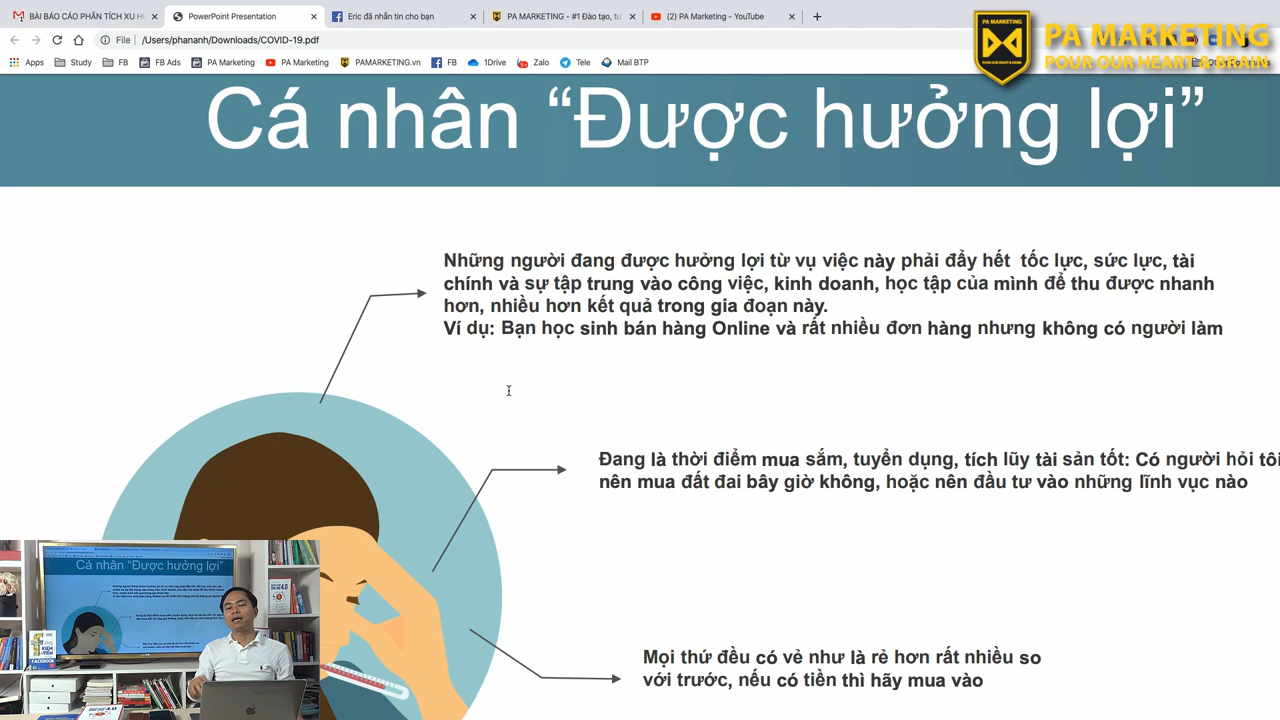 BÀI BÁO CÁO PHÂN TÍCH XU H
PowerPoint Presentation
Eric đã nhắn tin cho bạn
PA MARKETING - #1 Đào tạo, tư
(2) PA Marketing - YouTube
File
/Users/phananh/Downloads/COVID-19.pdf
Apps
Study
FB
FB Ads
PA Marketing
PA Marketing
PAMARKETING.vn
FB
1Drive
Zalo
Tele
Mail BTP
PA MARKETING
POUR OUR HEART & BRAIN
PA MARKETING
POUR OUR HEART & BRAIN
Cá nhân “Được hưởng lợi”
Những người đang được hưởng lợi từ vụ việc này phải đẩy hết tốc lực, sức lực, tài
chính và sự tập trung vào công việc, kinh doanh, học tập của mình để thu được nhanh
hơn, nhiều hơn kết quả trong gia đoạn này.
Ví dụ: Bạn học sinh bán hàng Online và rất nhiều đơn hàng nhưng không có người làm
Đang là thời điểm mua sắm, tuyển dụng, tích lũy tài sản tốt: Có người hỏi tôi
nên mua đất đai bây giờ không, hoặc nên đầu tư vào những lĩnh vực nào
Mọi thứ đều có vẻ như là rẻ hơn rất nhiều so
với trước, nếu có tiền thì hãy mua vào
Cá nhân “Được hưởng lợi”